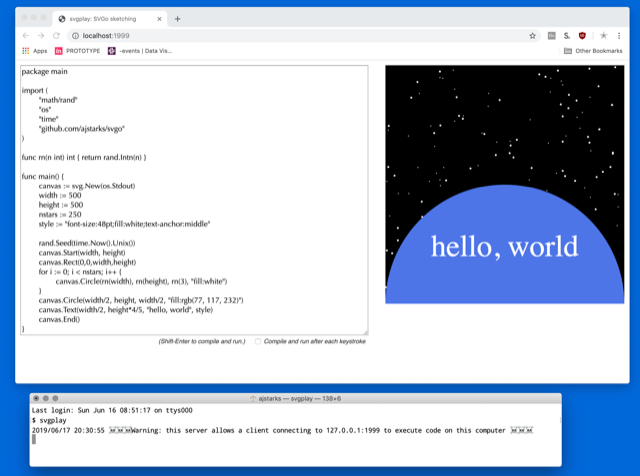 svgplay: SVGo sketching
localhost:1999
S.
Apps
in PROTOTYPE
-events | Data Vis...
Other Bookmarks
package main
import (
"math/rand"
"os"
"time"
"github.com/ajstarks/svgo"
)
func rn(n int) int { return rand.Intn(n) }
func main() {
canvas := svg.New(os.Stdout)
width := 500
height := 500
nstars := 250
style := "font-size:48pt;fill:white;text-anchor:middle"
rand.Seed(time.Now().Unix())
canvas.Start(width, height)
canvas.Rect(0,0,width,height)
for i := 0; i < nstars; i++ {
canvas.Circle(rn(width), rn(height), rn(3), "fill:white")
}
canvas.Circle(width/2, height, width/2, "fill:rgb(77, 117, 232)")
canvas.Text(width/2, height*4/5, "hello, world", style)
canvas.End()
}
(Shift-Enter to compile and run.)
Compile and run after each keystroke
hello, world
ajstarks — svgplay — 138×6
Last login: Sun Jun 16 08:51:17 on ttys000
$ svgplay
2019/06/17 20:30:55 ☠☠☠Warning: this server allows a client connecting to 127.0.0.1:1999 to execute code on this computer ☠☠☠